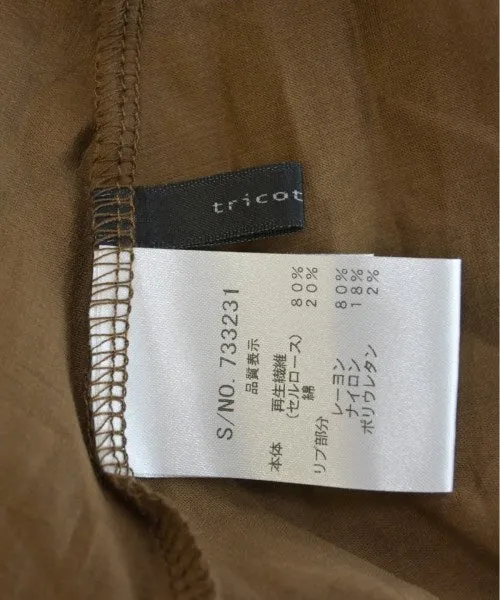 tricot
S/NO. 733231
品質表示
本体 再生繊維 80%
(セルロース)
綿 20%
リブ部分
レーヨン 80%
ナイロン 18%
ポリウレタン 2%